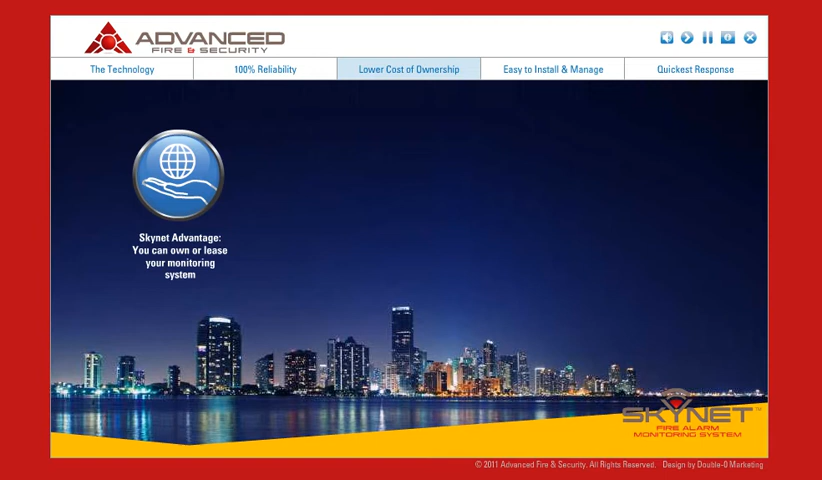 ADVANCED
FIRE & SECURITY
The Technology
100% Reliability
Lower Cost of Ownership
Easy to Install & Manage
Quickest Response
Skynet Advantage:
You can own or lease
your monitoring
system
SKYNET™
FIRE ALARM
MONITORING SYSTEM
© 2011 Advanced Fire & Security. All Rights Reserved. Design by Double-0 Marketing